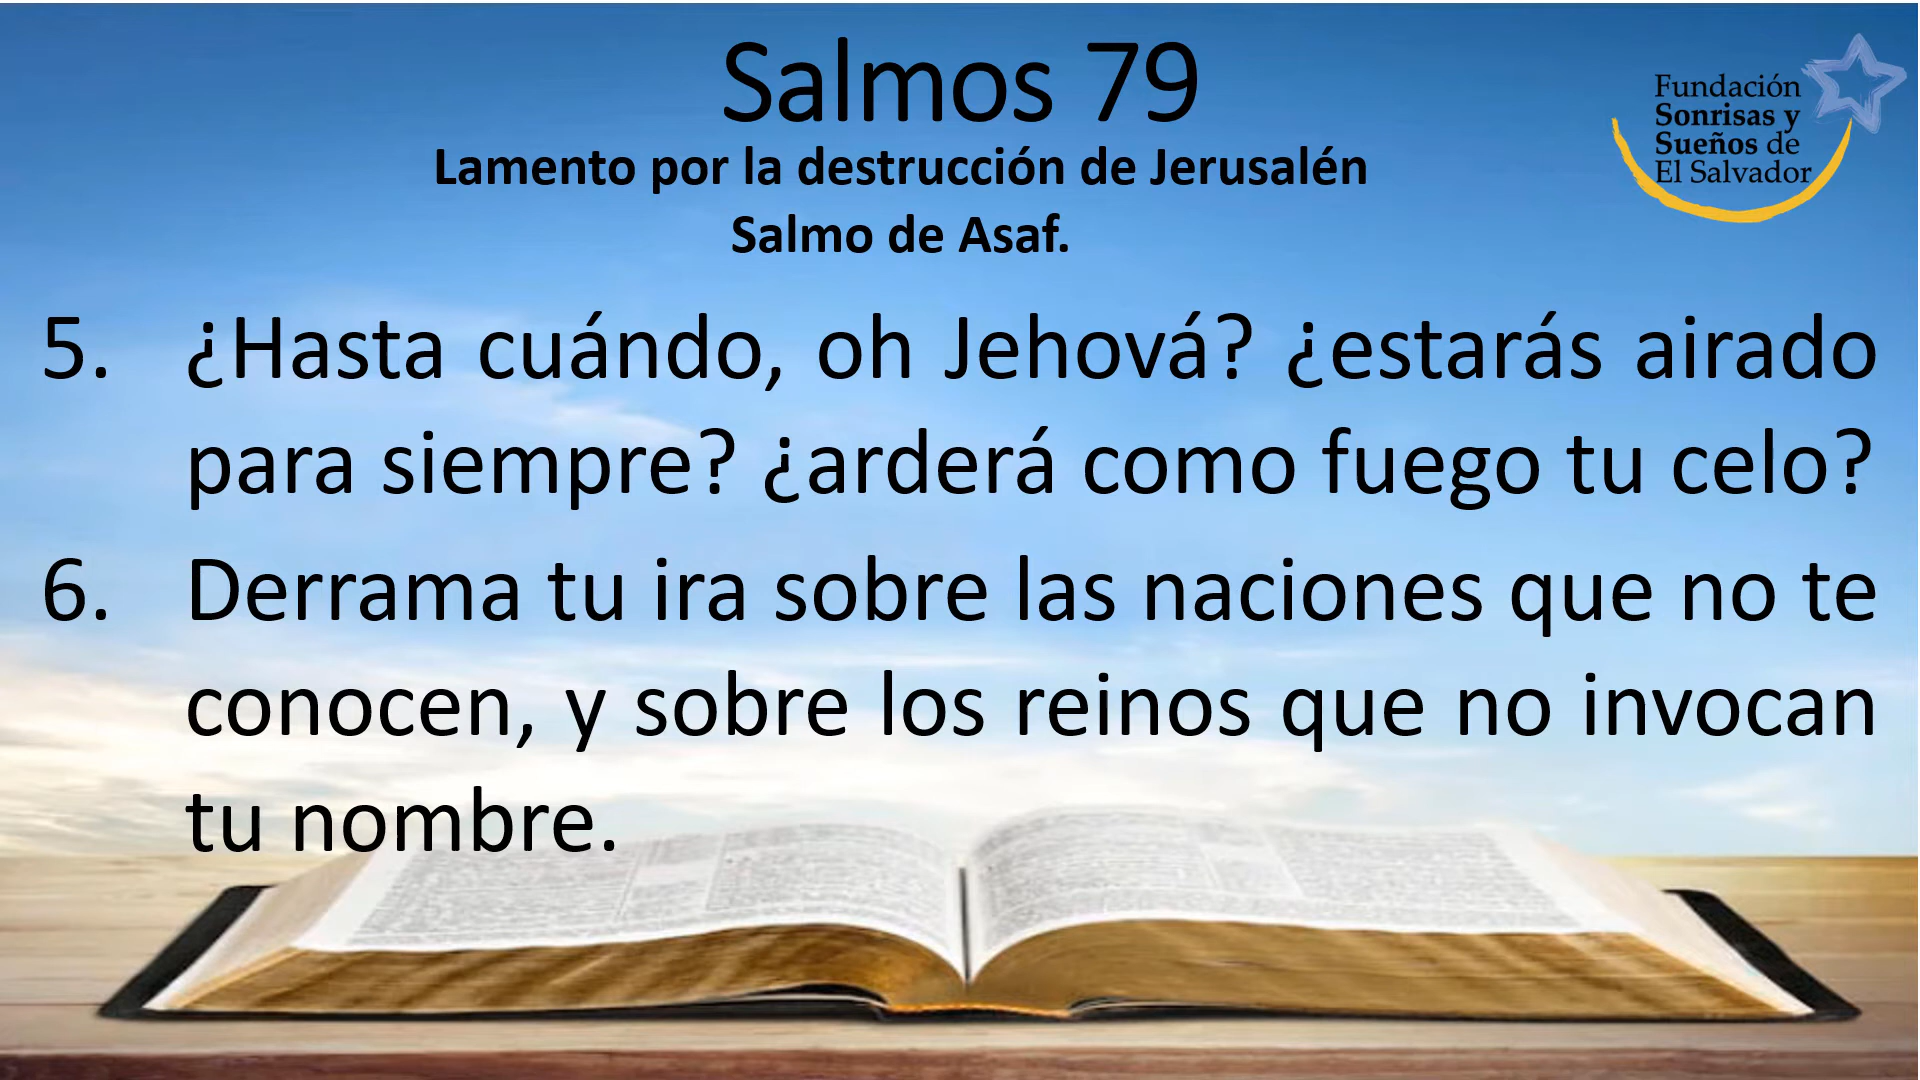 Salmos 79
Lamento por la destrucción de Jerusalén
Salmo de Asaf.
Fundación
Sonrisas y
Sueños de
El Salvador
5. ¿Hasta cuándo, oh Jehová? ¿estarás airado
para siempre? ¿arderá como fuego tu celo?
6. Derrama tu ira sobre las naciones que no te
conocen, y sobre los reinos que no invocan
tu nombre.